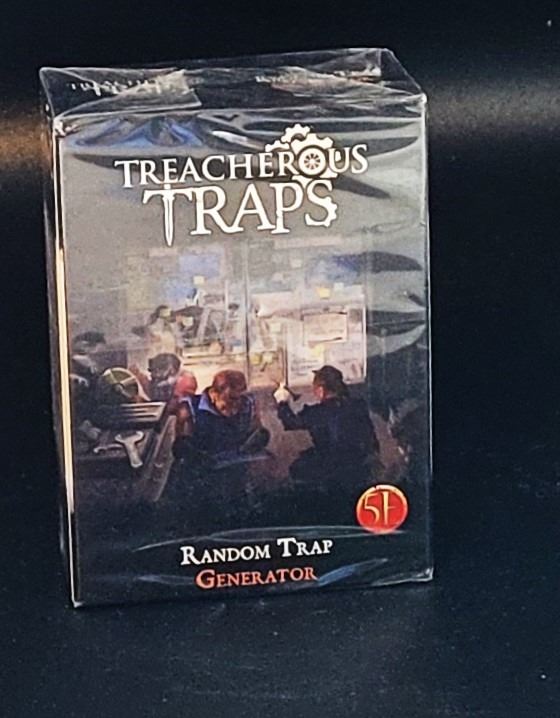 TREACHEROUS
TRAPS
5E
RANDOM TRAP
GENERATOR